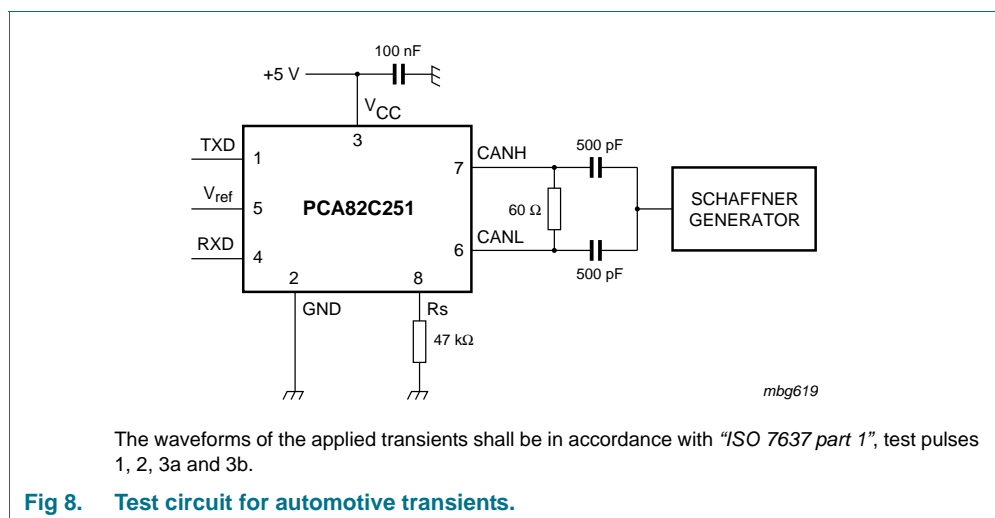 100 nF
+5 V
VCC
3
TXD
1
Vref
5
RXD
4
PCA82C251
7
CANH
6
CANL
500 pF
60 Ω
500 pF
SCHAFFNER
GENERATOR
2
GND
8
Rs
47 kΩ
mbg619
The waveforms of the applied transients shall be in accordance with “ISO 7637 part 1”, test pulses
1, 2, 3a and 3b.
Fig 8. Test circuit for automotive transients.